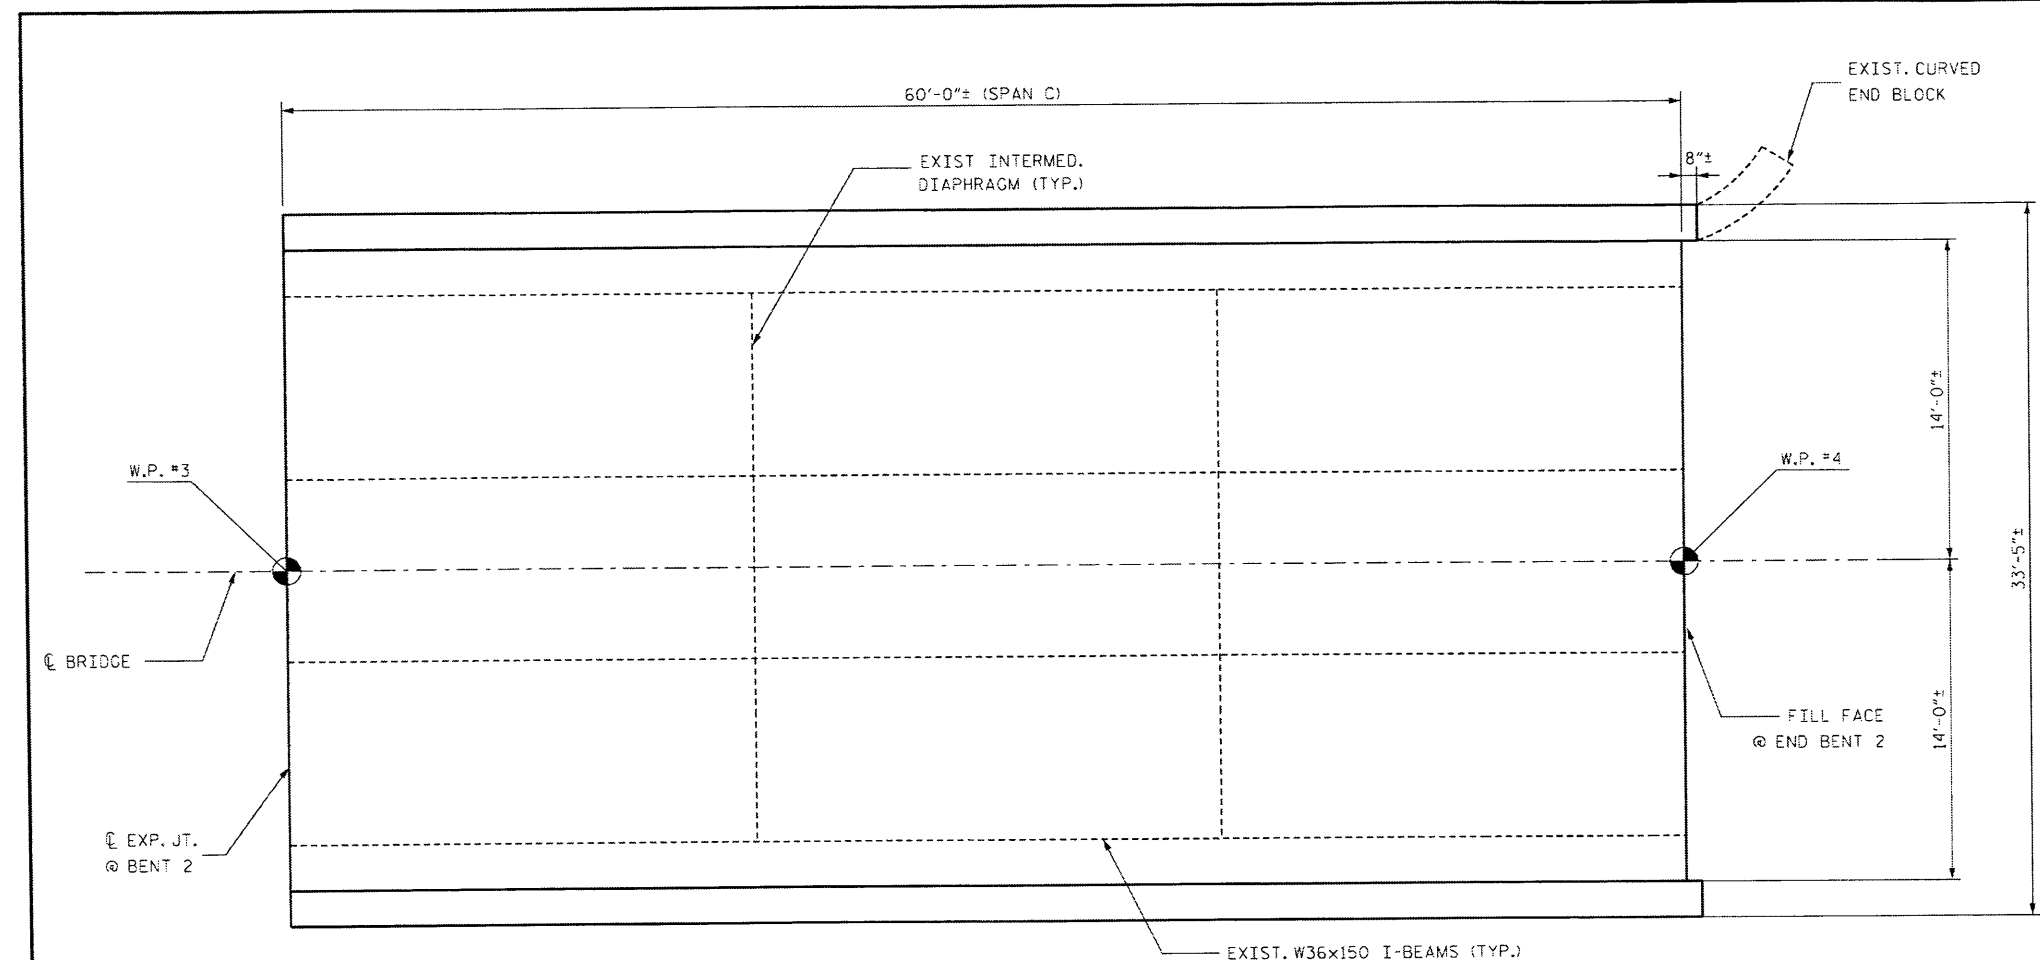 EXIST. CURVED
END BLOCK
60'-0"± (SPAN C)
EXIST INTERMED.
DIAPHRAGM (TYP.)
8"±
14'-0"±
W.P. #3
W.P. #4
33'-5"±
℄ BRIDGE
FILL FACE
@ END BENT 2
14'-0"±
℄ EXP. JT.
@ BENT 2
EXIST. W36x150 I-BEAMS (TYP.)